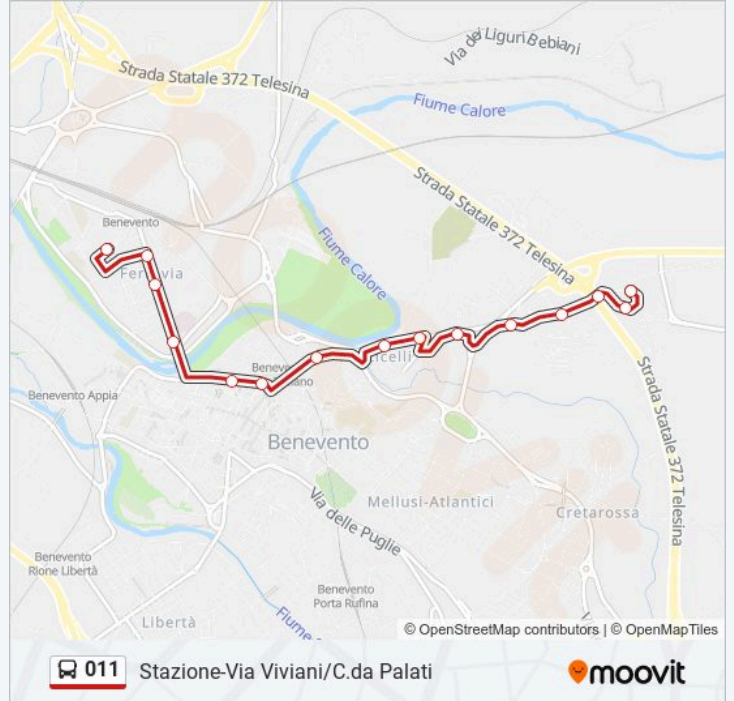 Via dei Liguri Bebiani
Strada Statale 372 Telesina
Fiume Calore
Strada Statale 372 Telesina
Benevento
Fiume Calore
Benevento Appia
Benevento
Mellusi-Atlantici
Via delle Puglie
Cretarossa
Strada Statale 372 Telesina
Benevento
Rione Libertà
Benevento
Porta Rufina
Libertà
Fiume
© OpenStreetMap contributors | © OpenMapTiles
011 Stazione-Via Viviani/C.da Palati
moovit